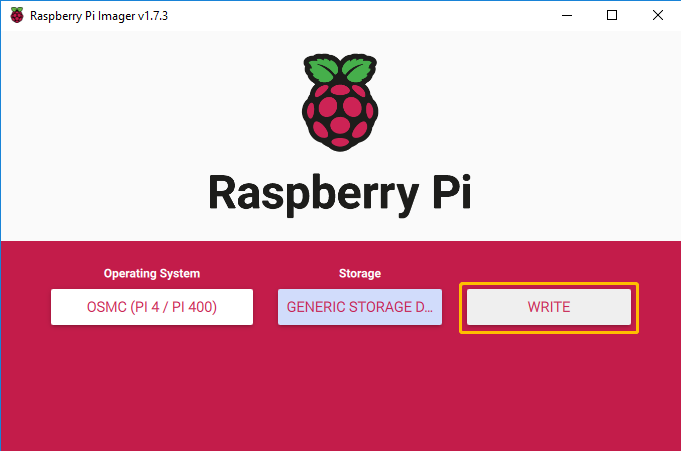 Raspberry Pi Imager v1.7.3
Raspberry Pi
Operating System
Storage
OSMC (PI 4 / PI 400)
GENERIC STORAGE D...
WRITE